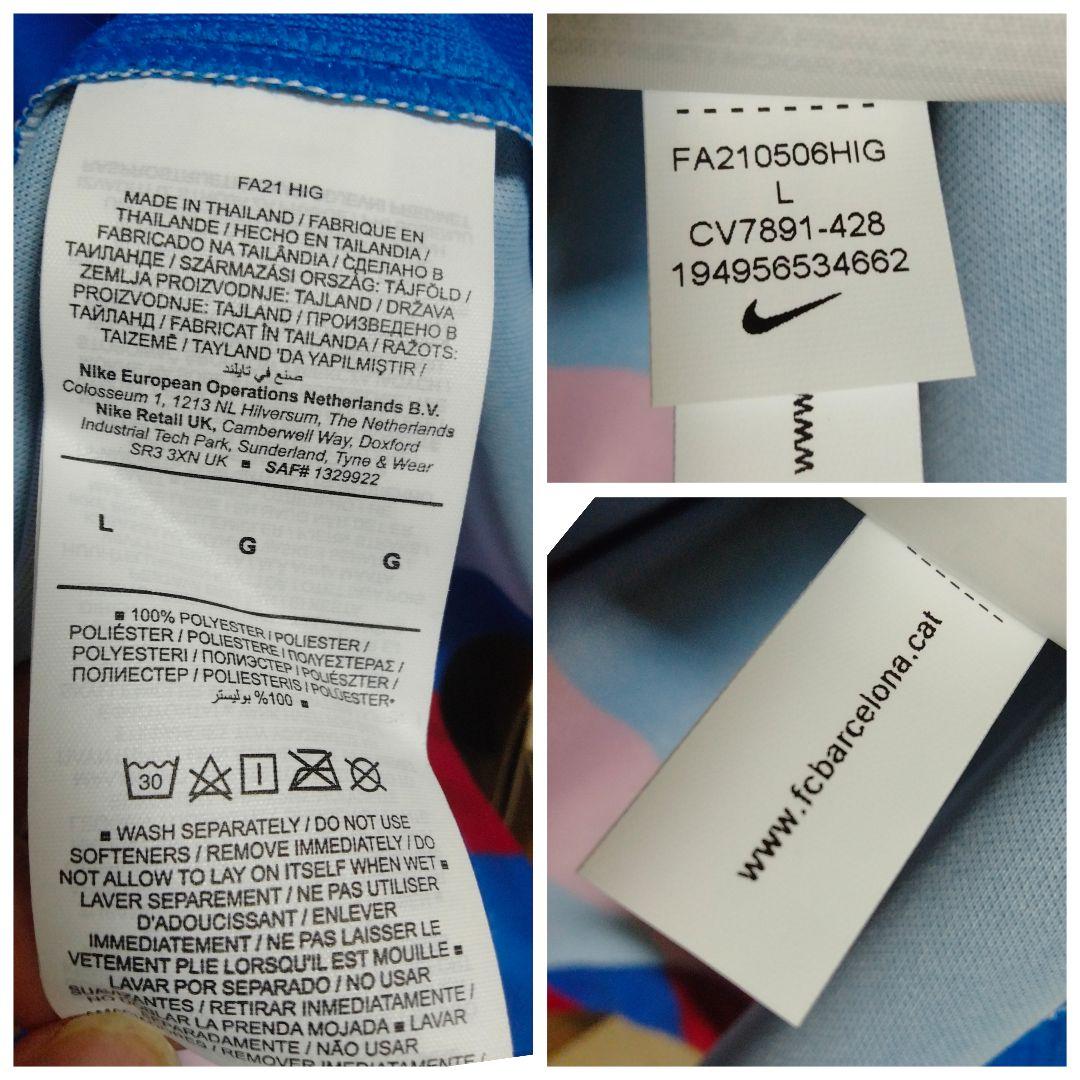 FA21 HIG
MADE IN THAILAND / FABRIQUE EN
THAILANDE / HECHO EN TAILANDIA /
FABRICADO NA TAILÂNDIA / СДЕЛАНО В
ТАИЛАНДЕ / SZÁRMAZÁSI ORSZÁG: TÁJFÖLD /
ZEMLJA PROIZVODNJE: TAJLAND / DRŽAVA
PROIZVODNJE: TAJLAND / ПРОИЗВЕДЕНО В
ТАЙЛАНД / FABRICAT ÎN TAILANDA / RAŽOTS:
TAIZEMĒ / TAYLAND 'DA YAPILMIŞTIR /
صنع في تايلند
Nike European Operations Netherlands B.V.
Colosseum 1, 1213 NL Hilversum, The Netherlands
Nike Retail UK, Camberwell Way, Doxford
Industrial Tech Park, Sunderland, Tyne & Wear
SR3 3XN UK ■ SAF# 1329922
L G G
■ 100% POLYESTER / POLIESTER /
POLIÉSTER / POLIESTERE / ΠΟΛΥΕΣΤΕΡΑΣ /
POLYESTERI / ПОЛИЭСТЕР / POLIÉSZTER /
ПОЛИЕСТЕР / POLIESTERIS / POLIJESTER*
100% بوليستر ■
30
■ WASH SEPARATELY / DO NOT USE
SOFTENERS / REMOVE IMMEDIATELY / DO
NOT ALLOW TO LAY ON ITSELF WHEN WET ■
LAVER SEPAREMENT / NE PAS UTILISER
D'ADOUCISSANT / ENLEVER
IMMEDIATEMENT / NE PAS LAISSER LE
VETEMENT PLIE LORSQU'IL EST MOUILLE ■
LAVAR POR SEPARADO / NO USAR
SUAVIZANTES / RETIRAR INMEDIATAMENTE /
LA PRENDA MOJADA ■ LAVAR
/ NÃO USAR
/ REMOVER IMEDIATAMENTE /
FA210506HIG
L
CV7891-428
194956534662
www
www.fcbarcelona.cat